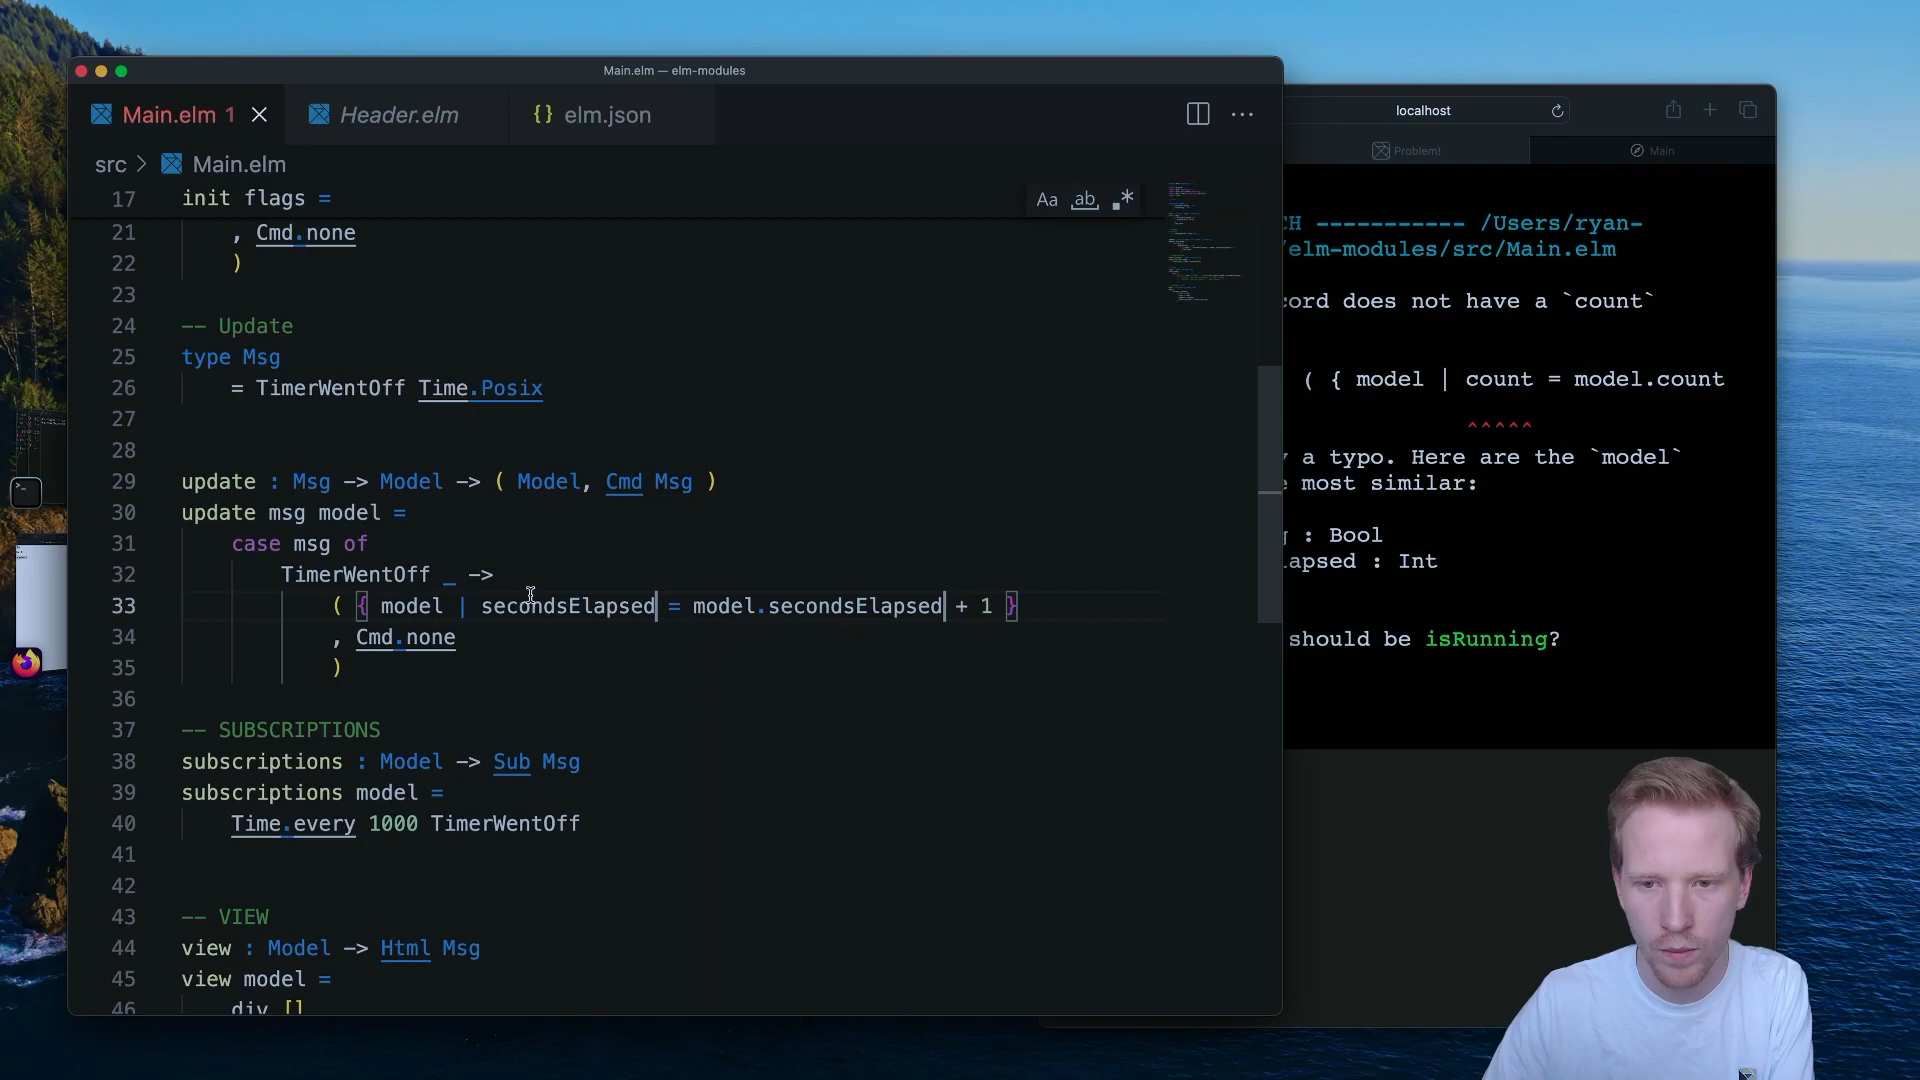 Main.elm — elm-modules
Main.elm 1
Header.elm
{} elm.json
src > Main.elm
Aa ab .*
17 init flags =
21 , Cmd.none
22 )
23
24 -- Update
25 type Msg
26 = TimerWentOff Time.Posix
27
28
29 update : Msg -> Model -> ( Model, Cmd Msg )
30 update msg model =
31 case msg of
32 TimerWentOff _ ->
33 ( { model | secondsElapsed = model.secondsElapsed + 1 }
34 , Cmd.none
35 )
36
37 -- SUBSCRIPTIONS
38 subscriptions : Model -> Sub Msg
39 subscriptions model =
40 Time.every 1000 TimerWentOff
41
42
43 -- VIEW
44 view : Model -> Html Msg
45 view model =
46 div []
localhost
Problem!
Main
CH ----------- /Users/ryan-
elm-modules/src/Main.elm
cord does not have a `count`
( { model | count = model.count
^^^^^
a typo. Here are the `model`
most similar:
: Bool
lapsed : Int
should be isRunning?